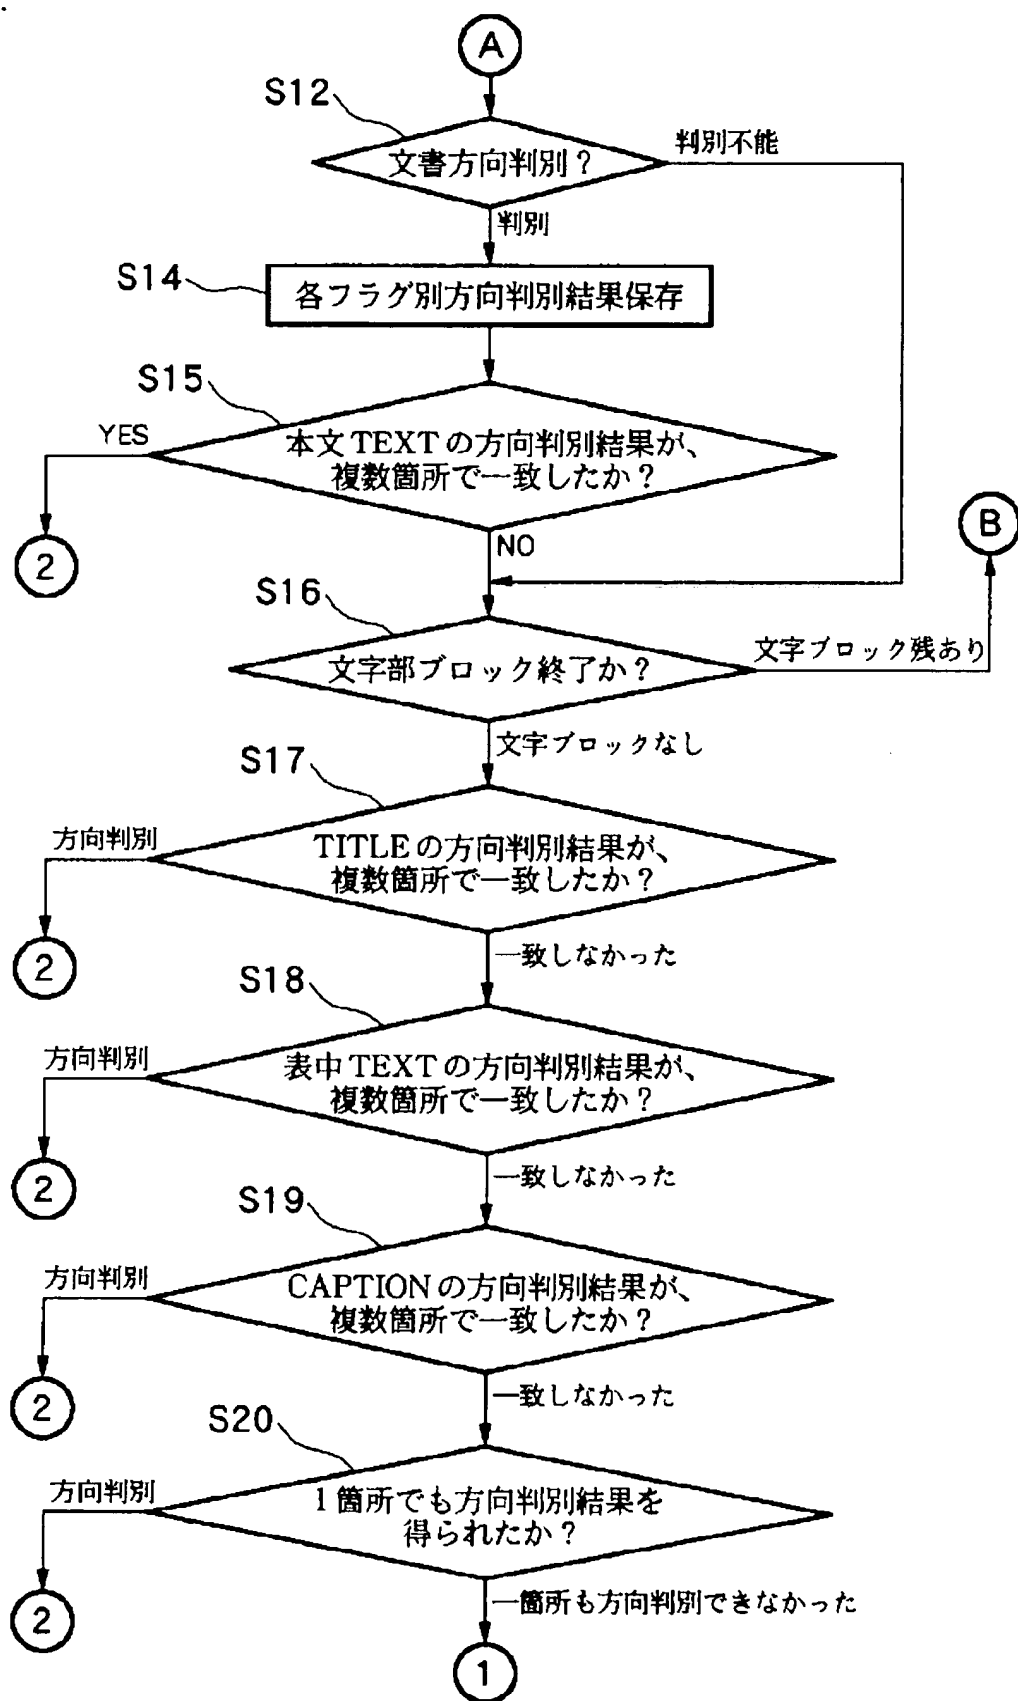 A
S12
文書方向判別?
判別不能
判別
S14
各フラグ別方向判別結果保存
S15
YES
本文TEXTの方向判別結果が、
複数箇所で一致したか?
2
NO
B
S16
文字部ブロック終了か?
文字ブロック残あり
文字ブロックなし
S17
方向判別
TITLEの方向判別結果が、
複数箇所で一致したか?
2
一致しなかった
S18
方向判別
表中TEXTの方向判別結果が、
複数箇所で一致したか?
2
一致しなかった
S19
方向判別
CAPTIONの方向判別結果が、
複数箇所で一致したか?
2
一致しなかった
S20
方向判別
1箇所でも方向判別結果を
得られたか?
2
一箇所も方向判別できなかった
1